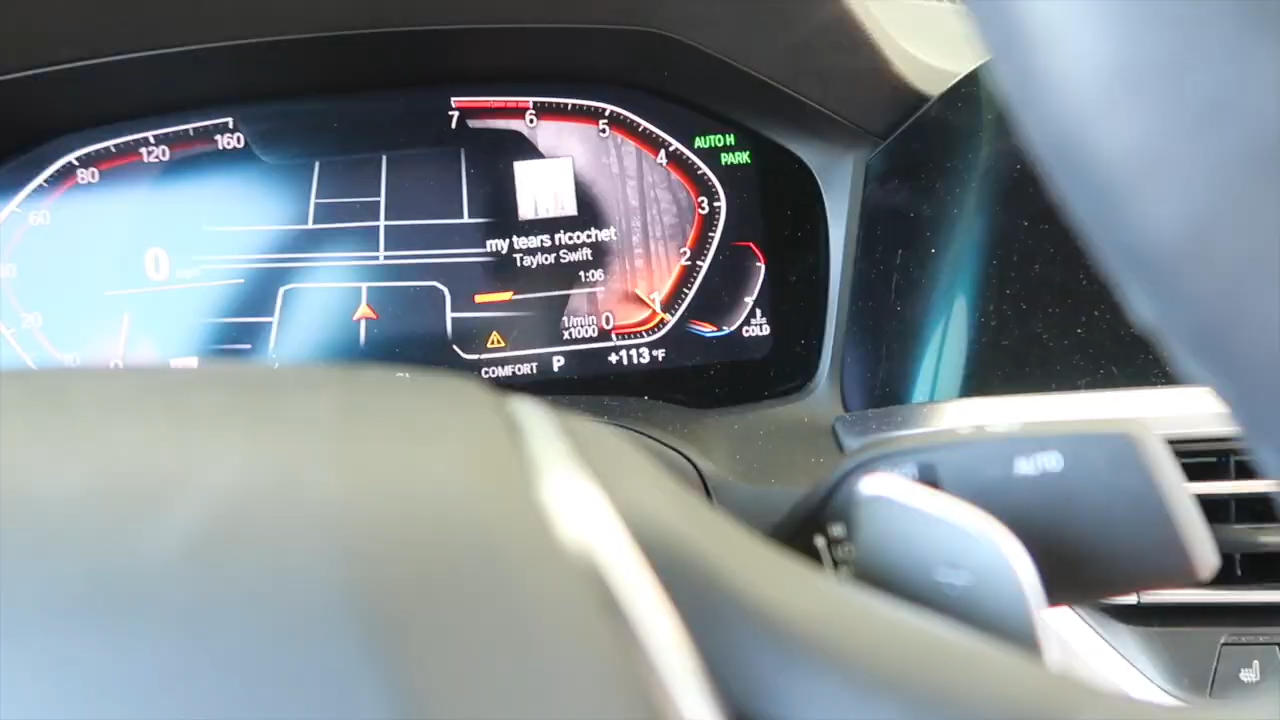 160
120
80
60
20
0
7
6
5
4
3
2
1
0
AUTO H
PARK
my tears ricochet
Taylor Swift
1:06
1/min
x1000
COLD
COMFORT P +113°F
AUTO